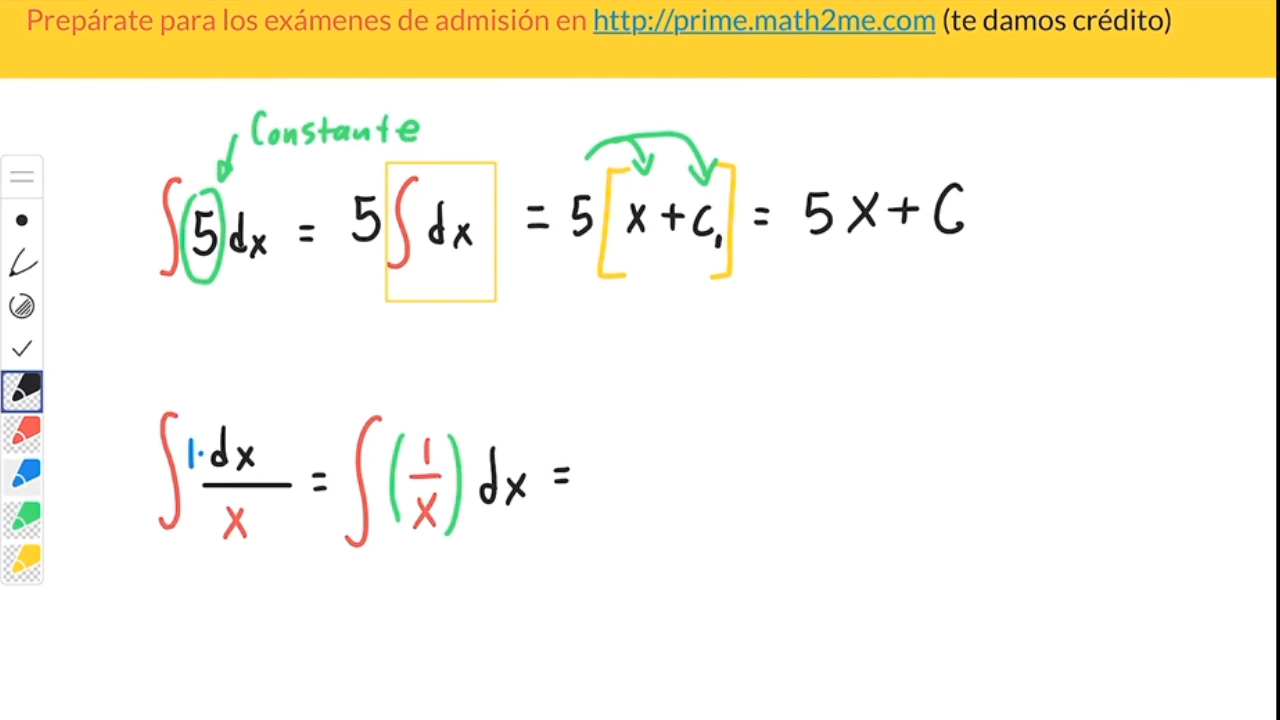 Prepárate para los exámenes de admisión en http://prime.math2me.com (te damos crédito)
Constante
∫5dx = 5∫dx = 5[x+c₁] = 5x+C
∫1·dx/x = ∫(1/x)dx =